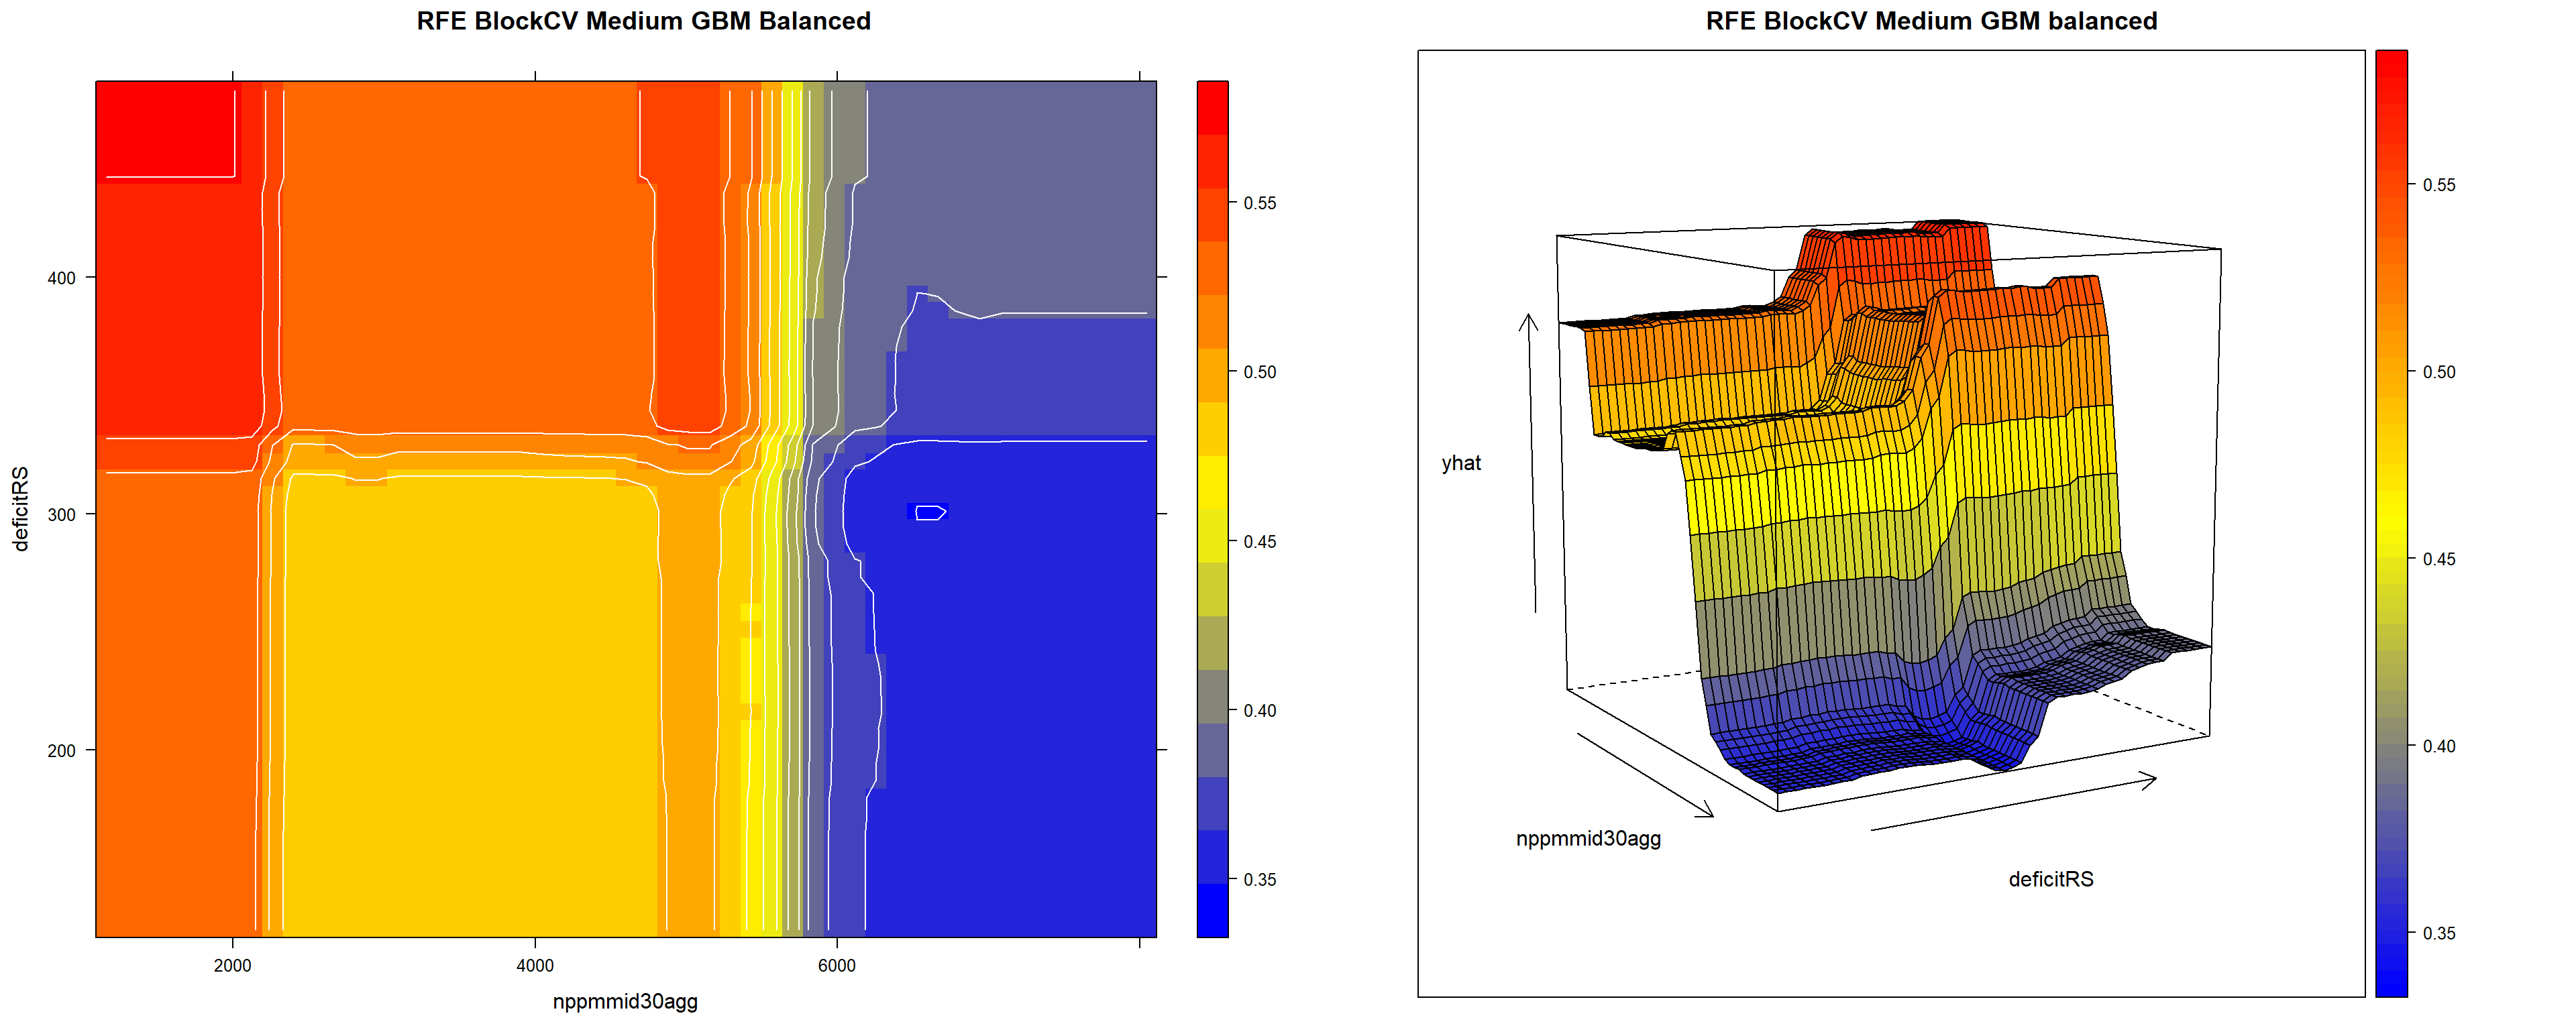 RFE BlockCV Medium GBM Balanced
400
300
200
deficitRS
2000
4000
6000
nppmmid30agg
0.55
0.50
0.45
0.40
0.35
RFE BlockCV Medium GBM balanced
yhat
nppmmid30agg
deficitRS
0.55
0.50
0.45
0.40
0.35